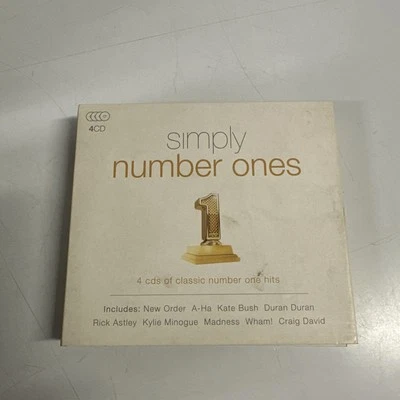 4CD
simply
number ones
1
4 cds of classic number one hits
Includes: New Order A-Ha Kate Bush Duran Duran
Rick Astley Kylie Minogue Madness Wham! Craig David